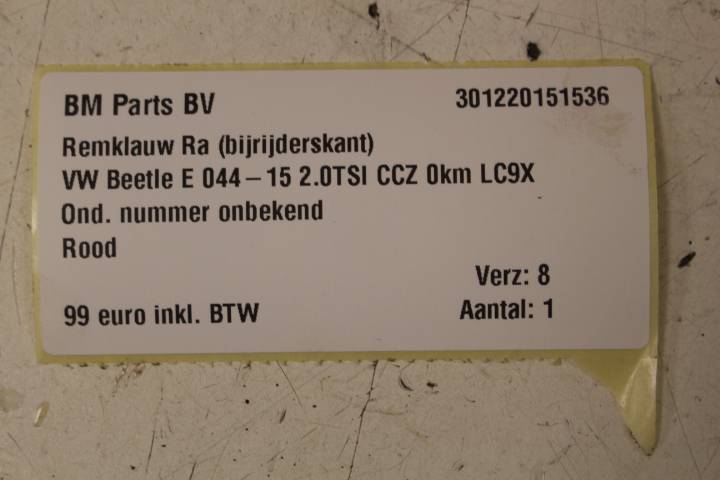 BM Parts BV 301220151536
Remklauw Ra (bijrijderskant)
VW Beetle E 044-15 2.0TSI CCZ 0km LC9X
Ond. nummer onbekend
Rood
Verz: 8
99 euro inkl. BTW Aantal: 1